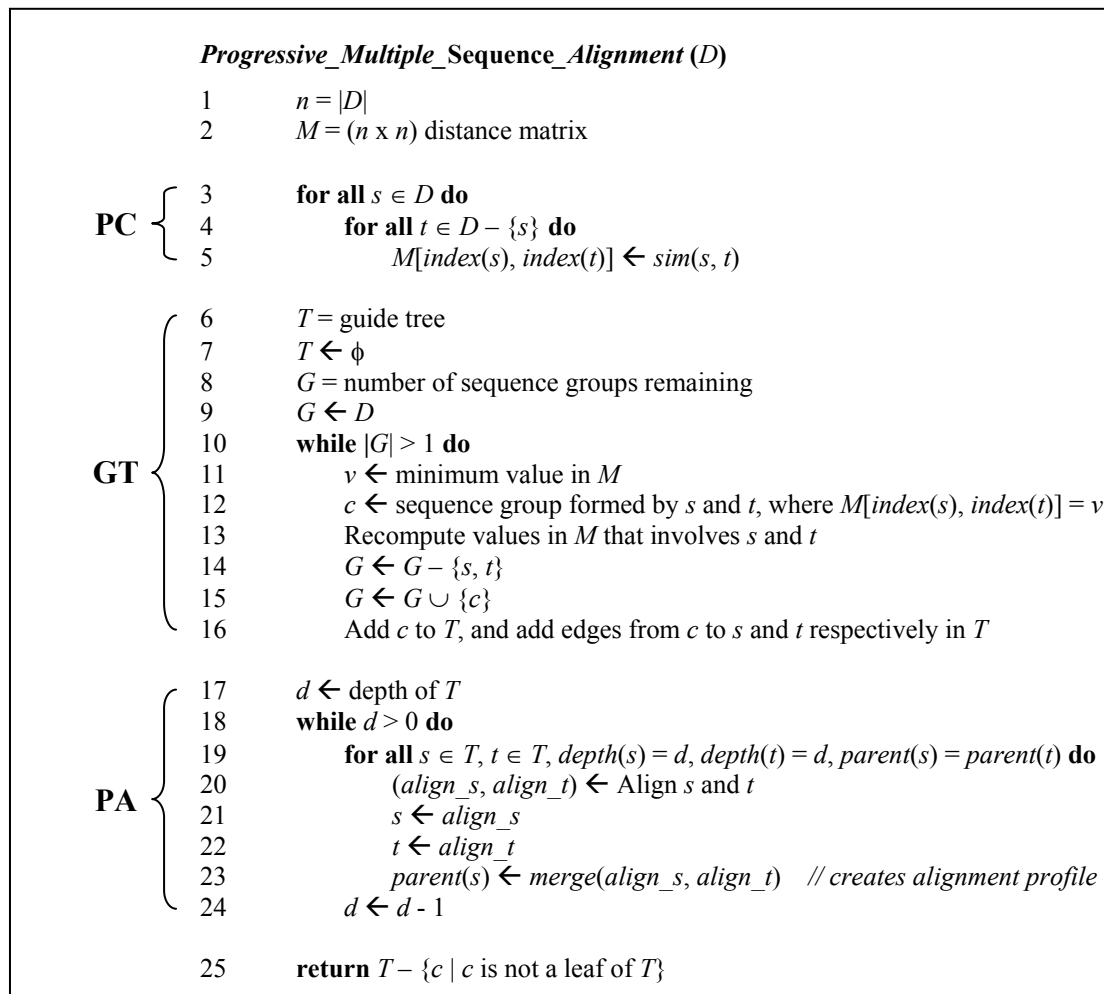 Progressive_Multiple_Sequence_Alignment (D)
1 n = |D|
2 M = (n x n) distance matrix
PC
3 for all s ∈ D do
4 for all t ∈ D – {s} do
5 M[index(s), index(t)] ← sim(s, t)
GT
6 T = guide tree
7 T ← ϕ
8 G = number of sequence groups remaining
9 G ← D
10 while |G| > 1 do
11 v ← minimum value in M
12 c ← sequence group formed by s and t, where M[index(s), index(t)] = v
13 Recompute values in M that involves s and t
14 G ← G – {s, t}
15 G ← G ∪ {c}
16 Add c to T, and add edges from c to s and t respectively in T
PA
17 d ← depth of T
18 while d > 0 do
19 for all s ∈ T, t ∈ T, depth(s) = d, depth(t) = d, parent(s) = parent(t) do
20 (align_s, align_t) ← Align s and t
21 s ← align_s
22 t ← align_t
23 parent(s) ← merge(align_s, align_t) // creates alignment profile
24 d ← d - 1
25 return T – {c | c is not a leaf of T}